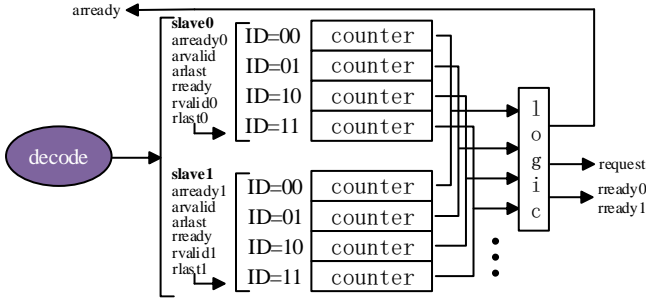 arready
slave0
arready0
arvalid
arlast
rready
rvalid0
rlast0
ID=00 counter
ID=01 counter
ID=10 counter
ID=11 counter
decode
slave1
arready1
arvalid
arlast
rready
rvalid1
rlast1
ID=00 counter
ID=01 counter
ID=10 counter
ID=11 counter
logic
request
rready0
rready1